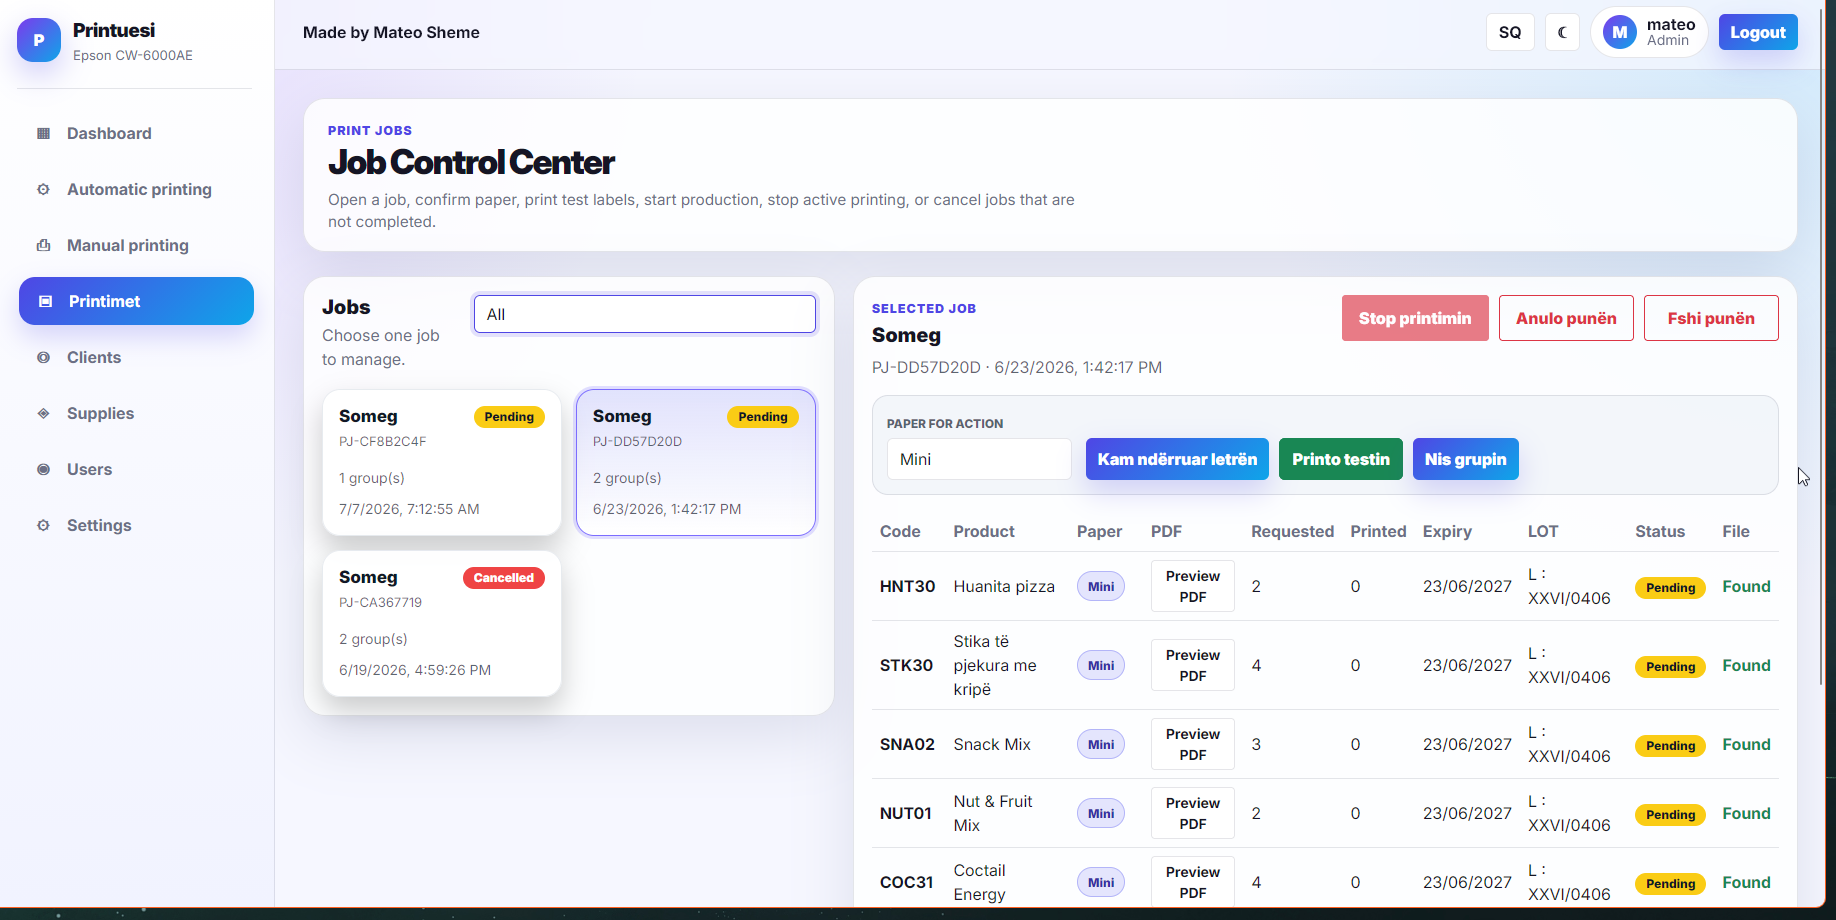 P
Printuesi
Epson CW-6000AE
Dashboard
Automatic printing
Manual printing
Printimet
Clients
Supplies
Users
Settings
Made by Mateo Sheme
SQ
M
mateo
Admin
Logout
PRINT JOBS
Job Control Center
Open a job, confirm paper, print test labels, start production, stop active printing, or cancel jobs that are
not completed.
Jobs
Choose one job
to manage.
All
Someg
Pending
PJ-CF8B2C4F
1 group(s)
7/7/2026, 7:12:55 AM
Someg
Pending
PJ-DD57D20D
2 group(s)
6/23/2026, 1:42:17 PM
Someg
Cancelled
PJ-CA367719
2 group(s)
6/19/2026, 4:59:26 PM
SELECTED JOB
Someg
PJ-DD57D20D · 6/23/2026, 1:42:17 PM
Stop printimin
Anulo punën
Fshi punën
PAPER FOR ACTION
Mini
Kam ndërruar letrën
Printo testin
Nis grupin
Code Product Paper PDF Requested Printed Expiry LOT Status File
HNT30 Huanita pizza Mini Preview PDF 2 0 23/06/2027 L : XXVI/0406 Pending Found
STK30 Stika të pjekura me kripë Mini Preview PDF 4 0 23/06/2027 L : XXVI/0406 Pending Found
SNA02 Snack Mix Mini Preview PDF 3 0 23/06/2027 L : XXVI/0406 Pending Found
NUT01 Nut & Fruit Mix Mini Preview PDF 2 0 23/06/2027 L : XXVI/0406 Pending Found
COC31 Coctail Energy Mini Preview PDF 4 0 23/06/2027 L : XXVI/0406 Pending Found